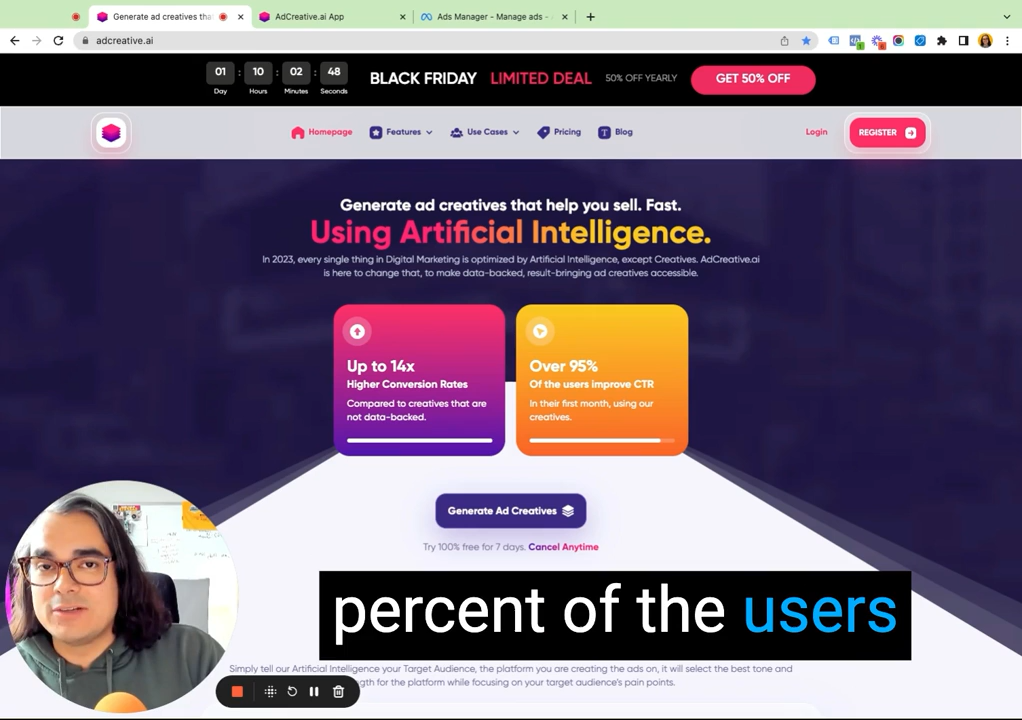 Generate ad creatives tha
AdCreative.ai App
Ads Manager - Manage ads -
adcreative.ai
01 : 10 : 02 : 48
Day Hours Minutes Seconds
BLACK FRIDAY LIMITED DEAL 50% OFF YEARLY GET 50% OFF
Homepage Features Use Cases Pricing Blog Login REGISTER
Generate ad creatives that help you sell. Fast.
Using Artificial Intelligence.
In 2023, every single thing in Digital Marketing is optimized by Artificial Intelligence, except Creatives. AdCreative.ai
is here to change that, to make data-backed, result-bringing ad creatives accessible.
Up to 14x
Higher Conversion Rates
Compared to creatives that are
not data-backed.
Over 95%
Of the users improve CTR
In their first month, using our
creatives.
Generate Ad Creatives
Try 100% free for 7 days. Cancel Anytime
percent of the users
Simply tell our Artificial Intelligence your Target Audience, the platform you are creating the ads on, it will select the best tone and
gth for the platform while focusing on your target audience's pain points.